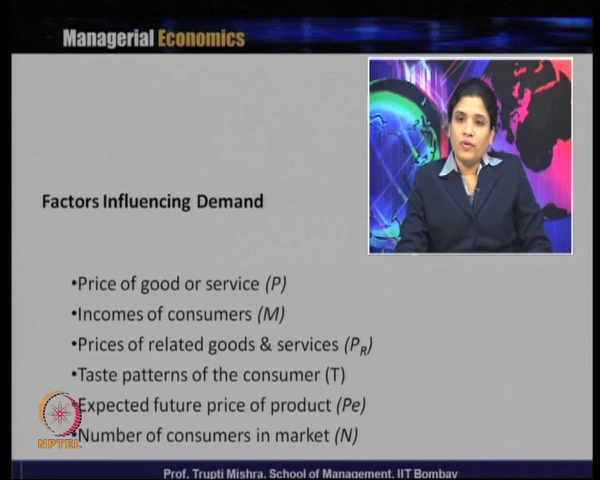 Managerial Economics
Factors Influencing Demand
•Price of good or service (P)
•Incomes of consumers (M)
•Prices of related goods & services (PR)
•Taste patterns of the consumer (T)
•Expected future price of product (Pe)
•Number of consumers in market (N)
NPTEL
Prof. Trupti Mishra, School of Management, IIT Bombay